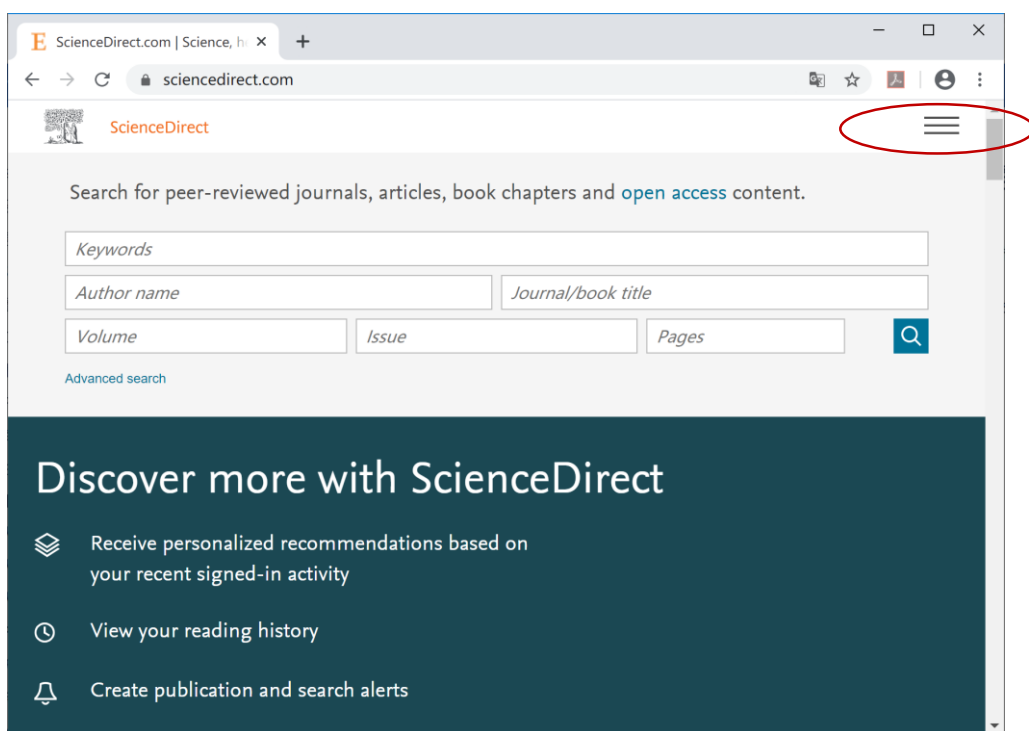 E ScienceDirect.com | Science, h
sciencedirect.com
ScienceDirect
Search for peer-reviewed journals, articles, book chapters and open access content.
Keywords
Author name Journal/book title
Volume Issue Pages
Advanced search
Discover more with ScienceDirect
Receive personalized recommendations based on
your recent signed-in activity
View your reading history
Create publication and search alerts